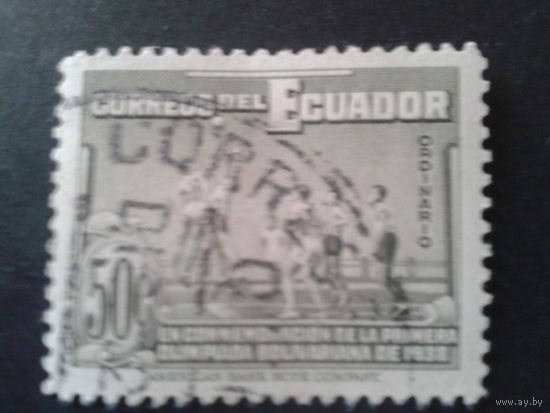 CORREOS DEL ECUADOR
ORDINARIO
CORR
50c
EN CONMEMORACION DE LA PRIMERA
OLIMPIADA BOLIVARIANA DE 1938
AMERICAN BANK NOTE COMPANY.
www.ay.by